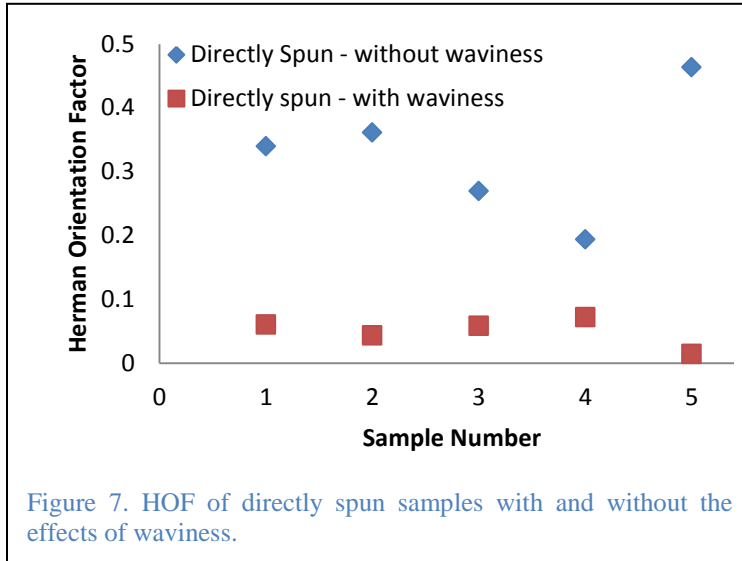 0.5
Directly Spun - without waviness
Directly spun - with waviness
0.4
0.3
0.2
0.1
0
Herman Orientation Factor
0 1 2 3 4 5
Sample Number
Figure 7. HOF of directly spun samples with and without the
effects of waviness.